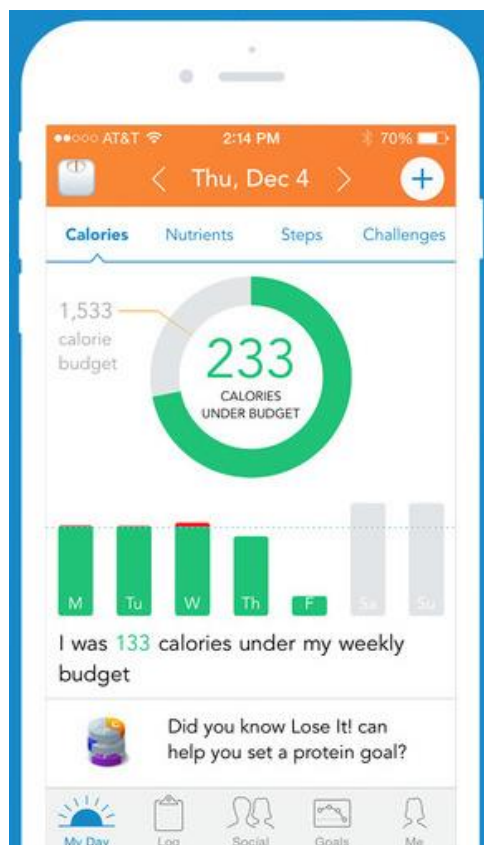 ●●○○○ AT&T 2:14 PM 70%
< Thu, Dec 4 > +
Calories Nutrients Steps Challenges
1,533
calorie
budget
233
CALORIES
UNDER BUDGET
M Tu W Th F Sa Su
I was 133 calories under my weekly
budget
Did you know Lose It! can
help you set a protein goal?
My Day Log Social Goals Me